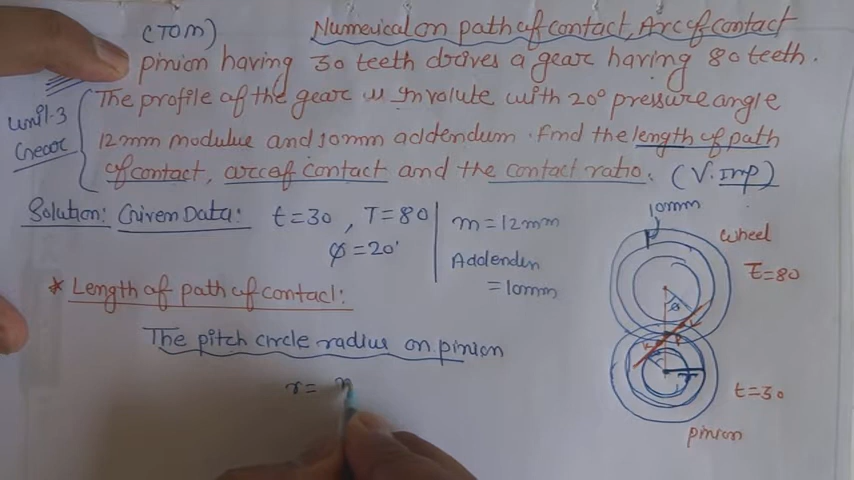 (TOM) Numerical on path of contact, Arc of contact
pinion having 30 teeth drives a gear having 80 teeth.
Unit-3
Gear
The profile of the gear is Involute with 20° pressure angle
12mm module and 10mm addendum. Find the length of path
of contact, arc of contact and the contact ratio. (V.Imp)
Solution: Given Data: t=30, T=80
φ=20°
m=12mm
Addenden
=10mm
10mm
wheel
T=80
* Length of path of contact:
The pitch circle radius on pinion
r=
t=30
pinion